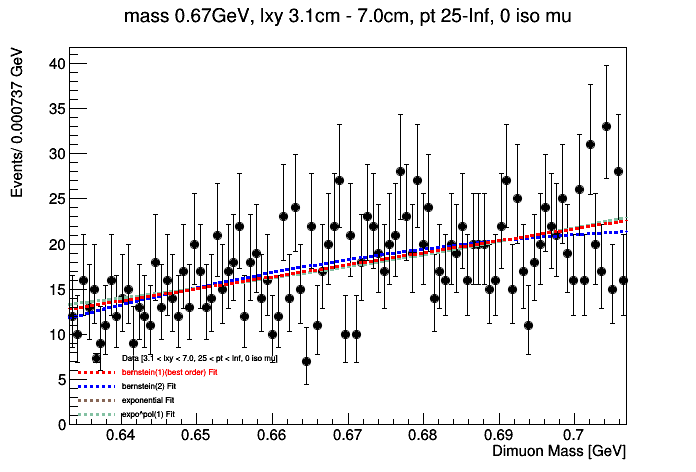 mass 0.67GeV, lxy 3.1cm - 7.0cm, pt 25-Inf, 0 iso mu
Events/ 0.000737 GeV
40
35
30
25
20
15
10
5
0
Data [3.1 < lxy < 7.0, 25 < pt < Inf, 0 iso mu]
bernstein(1)(best order) Fit
bernstein(2) Fit
exponential Fit
expo*pol(1) Fit
0.64 0.65 0.66 0.67 0.68 0.69 0.7
Dimuon Mass [GeV]